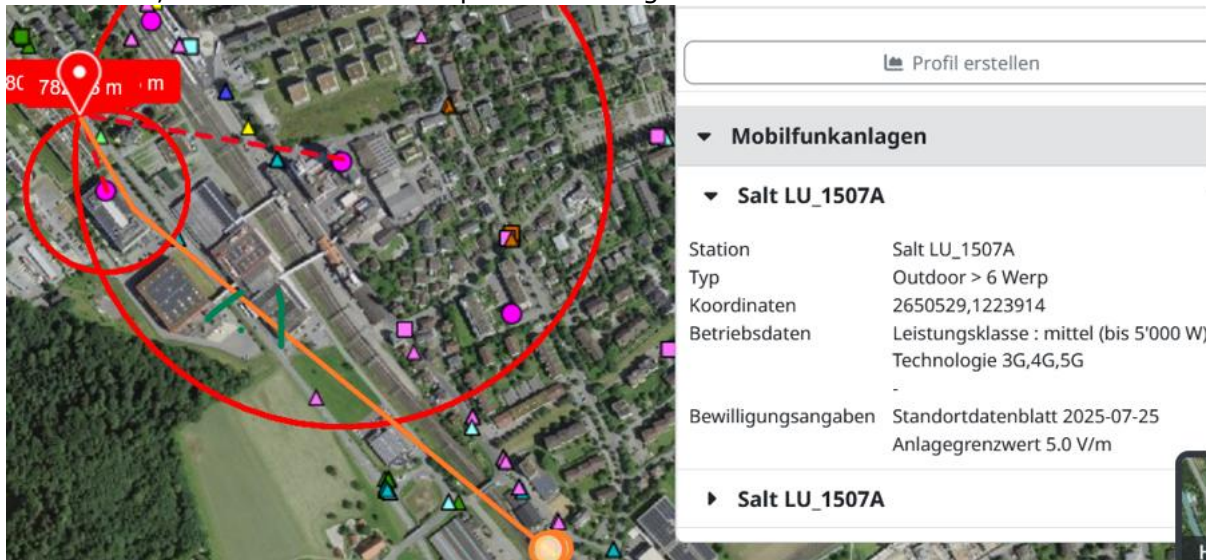 Profil erstellen
m
Mobilfunkanlagen
Salt LU_1507A
Station Salt LU_1507A
Typ Outdoor > 6 Werp
Koordinaten 2650529,1223914
Betriebsdaten Leistungsklasse : mittel (bis 5'000 W)
Technologie 3G,4G,5G
-
Bewilligungsangaben Standortdatenblatt 2025-07-25
Anlagegrenzwert 5.0 V/m
Salt LU_1507A
H